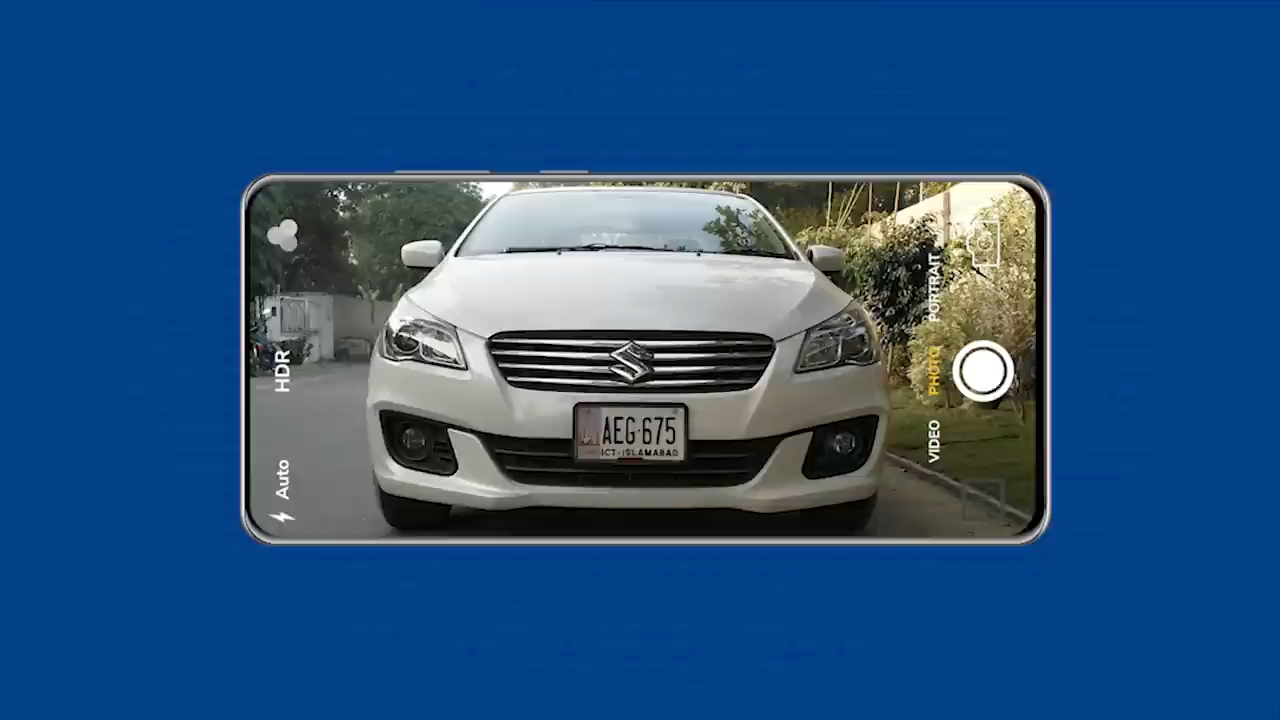 HDR
Auto
AEG·675
ICT-ISLAMABAD
PORTRAIT
PHOTO
VIDEO